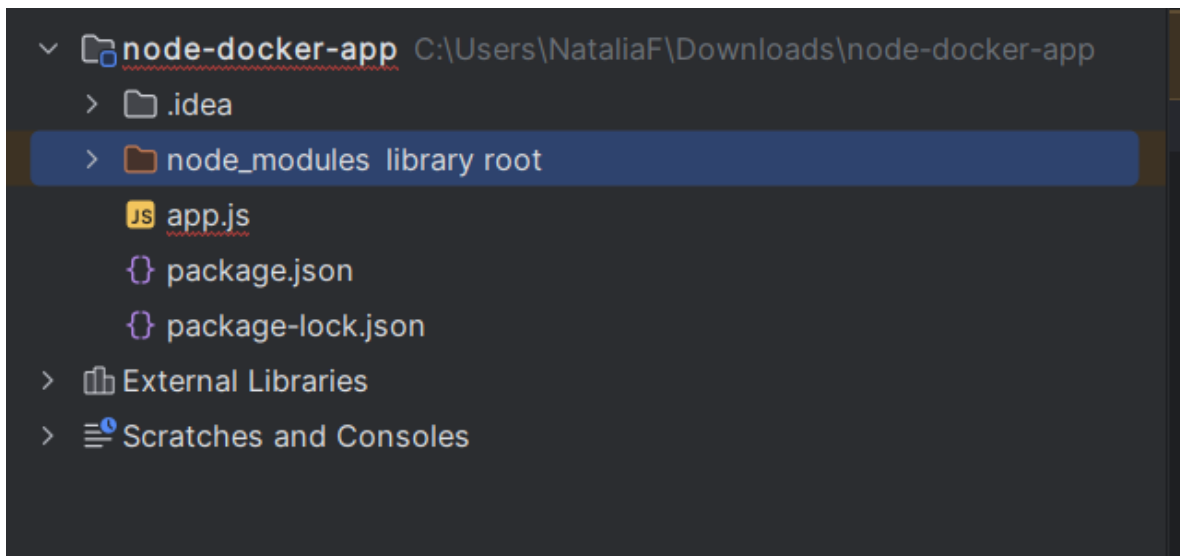 node-docker-app C:\Users\NataliaF\Downloads\node-docker-app
.idea
node_modules library root
JS app.js
{} package.json
{} package-lock.json
External Libraries
Scratches and Consoles